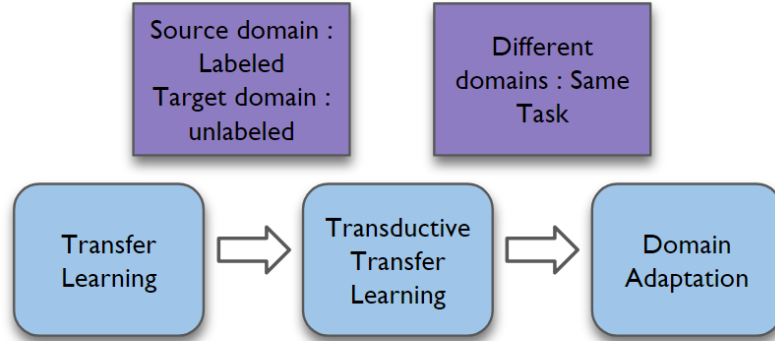 Source domain :
Labeled
Target domain :
unlabeled
Different
domains : Same
Task
Transfer
Learning
Transductive
Transfer
Learning
Domain
Adaptation